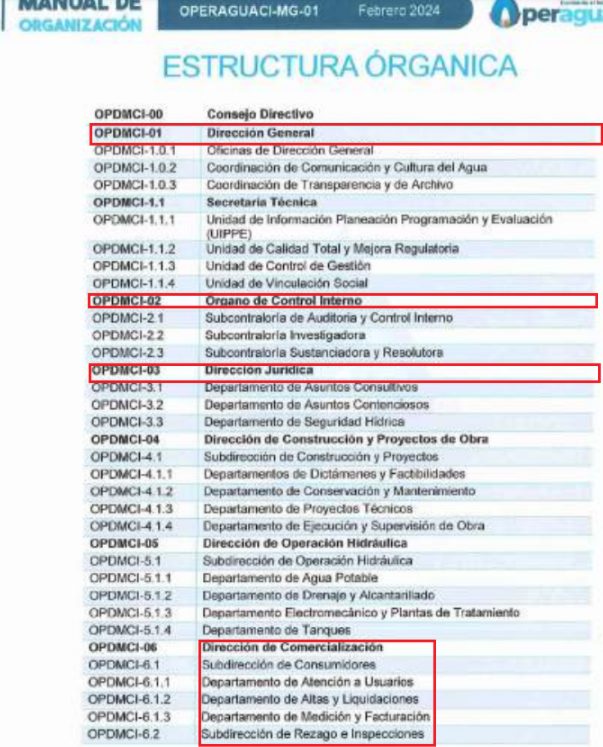 MANUAL DE
ORGANIZACIÓN
OPERAGUACI-MG-01 Febrero 2024
Operagua
ESTRUCTURA ÓRGANICA
OPDMCI-00 Consejo Directivo
OPDMCI-01 Dirección General
OPDMCI-1.0.1 Oficinas de Dirección General
OPDMCI-1.0.2 Coordinación de Comunicación y Cultura del Agua
OPDMCI-1.0.3 Coordinación de Transparencia y de Archivo
OPDMCI-1.1 Secretaria Técnica
OPDMCI-1.1.1 Unidad de Información Planeación Programación y Evaluación
(UIPPE)
OPDMCI-1.1.2 Unidad de Calidad Total y Mejora Regulatoria
OPDMCI-1.1.3 Unidad de Control de Gestión
OPDMCI-1.1.4 Unidad de Vinculación Social
OPDMCI-02 Órgano de Control Interno
OPDMCI-2.1 Subcontraloría de Auditoria y Control Interno
OPDMCI-2.2 Subcontraloría Investigadora
OPDMCI-2.3 Subcontraloría Sustanciadora y Resolutora
OPDMCI-03 Dirección Jurídica
OPDMCI-3.1 Departamento de Asuntos Consultivos
OPDMCI-3.2 Departamento de Asuntos Contenciosos
OPDMCI-3.3 Departamento de Seguridad Hídrica
OPDMCI-04 Dirección de Construcción y Proyectos de Obra
OPDMCI-4.1 Subdirección de Construcción y Proyectos
OPDMCI-4.1.1 Departamentos de Dictámenes y Factibilidades
OPDMCI-4.1.2 Departamento de Conservación y Mantenimiento
OPDMCI-4.1.3 Departamento de Proyectos Técnicos
OPDMCI-4.1.4 Departamento de Ejecución y Supervisión de Obra
OPDMCI-05 Dirección de Operación Hidráulica
OPDMCI-5.1 Subdirección de Operación Hidráulica
OPDMCI-5.1.1 Departamento de Agua Potable
OPDMCI-5.1.2 Departamento de Drenaje y Alcantarillado
OPDMCI-5.1.3 Departamento Electromecánico y Plantas de Tratamiento
OPDMCI-5.1.4 Departamento de Tanques
OPDMCI-06 Dirección de Comercialización
OPDMCI-6.1 Subdirección de Consumidores
OPDMCI-6.1.1 Departamento de Atención a Usuarios
OPDMCI-6.1.2 Departamento de Altas y Liquidaciones
OPDMCI-6.1.3 Departamento de Medición y Facturación
OPDMCI-6.2 Subdirección de Rezago e Inspecciones